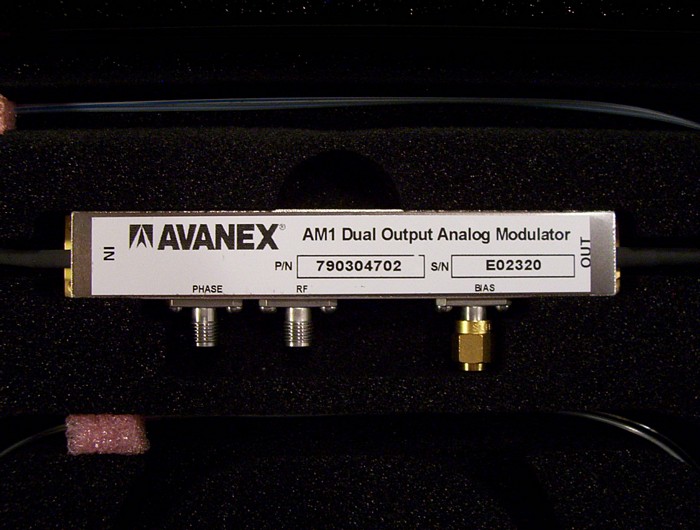 IN
AVANEX® AM1 Dual Output Analog Modulator
P/N 790304702 S/N E02320
OUT
PHASE RF BIAS